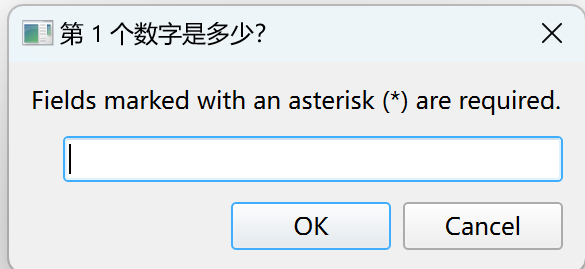 第 1 个数字是多少?
Fields marked with an asterisk (*) are required.
OK
Cancel